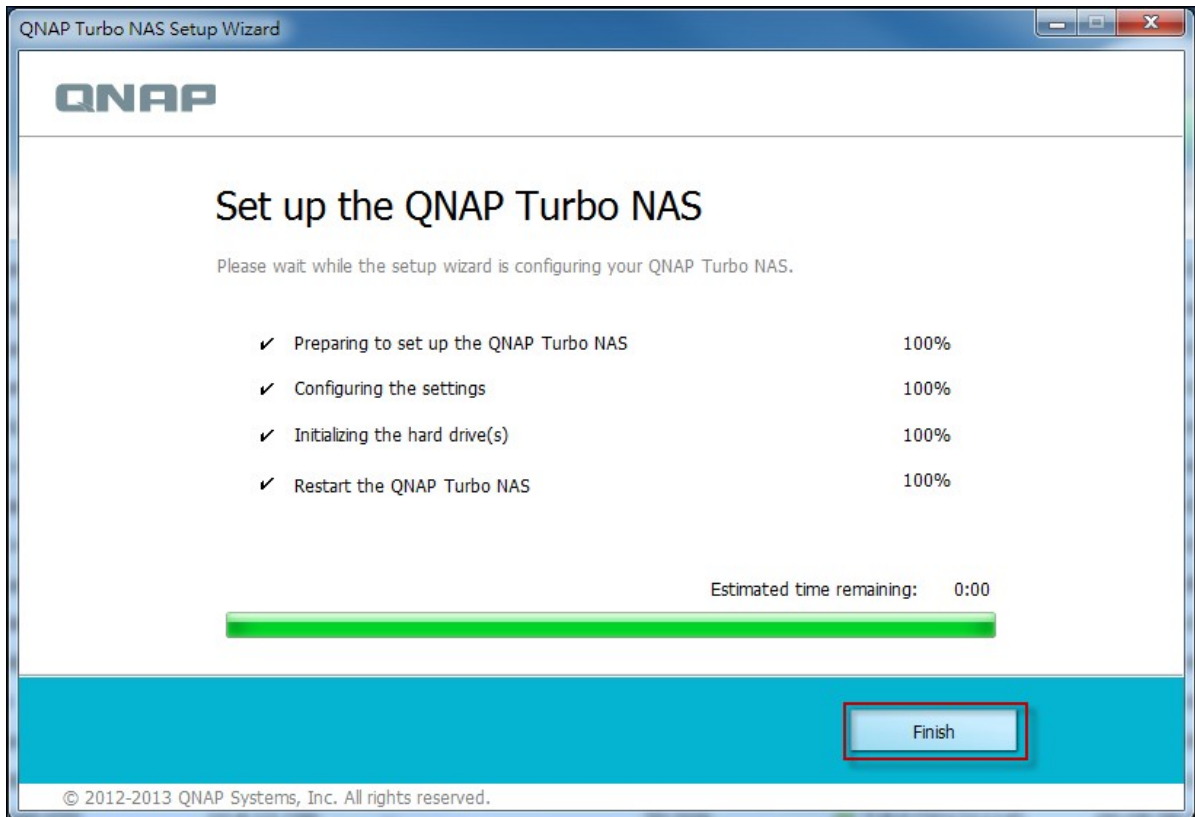 QNAP Turbo NAS Setup Wizard
QNAP
Set up the QNAP Turbo NAS
Please wait while the setup wizard is configuring your QNAP Turbo NAS.
✔ Preparing to set up the QNAP Turbo NAS 100%
✔ Configuring the settings 100%
✔ Initializing the hard drive(s) 100%
✔ Restart the QNAP Turbo NAS 100%
Estimated time remaining: 0:00
Finish
© 2012-2013 QNAP Systems, Inc. All rights reserved.